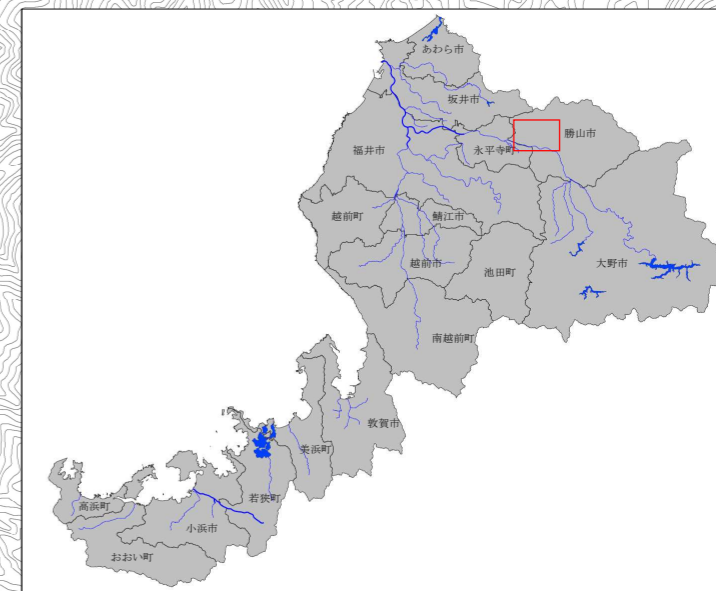 あわら市
坂井市
勝山市
福井市
永平寺町
越前町
鯖江市
越前市
池田町
大野市
南越前町
敦賀市
美浜町
若狭町
高浜町
小浜市
おおい町